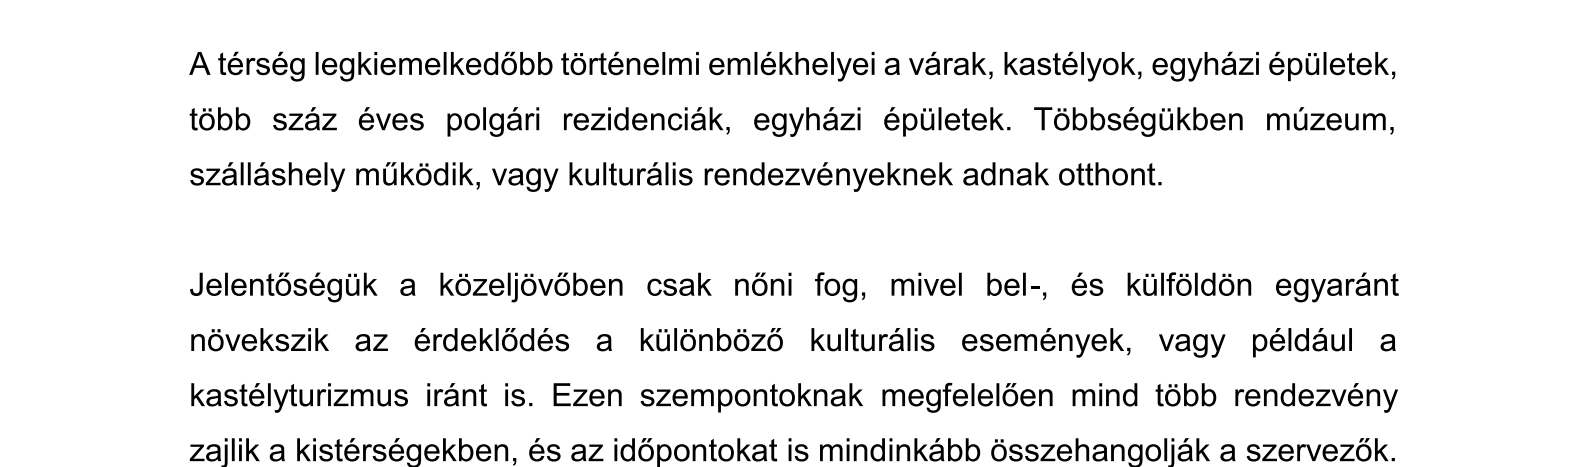 A térség legkiemelkedőbb történelmi emlékhelyei a várak, kastélyok, egyházi épületek,
több száz éves polgári rezidenciák, egyházi épületek. Többségükben múzeum,
szálláshely működik, vagy kulturális rendezvényeknek adnak otthont.
Jelentőségük a közeljövőben csak nőni fog, mivel bel-, és külföldön egyaránt
növekszik az érdeklődés a különböző kulturális események, vagy például a
kastélyturizmus iránt is. Ezen szempontoknak megfelelően mind több rendezvény
zajlik a kistérségekben, és az időpontokat is mindinkább összehangolják a szervezők.